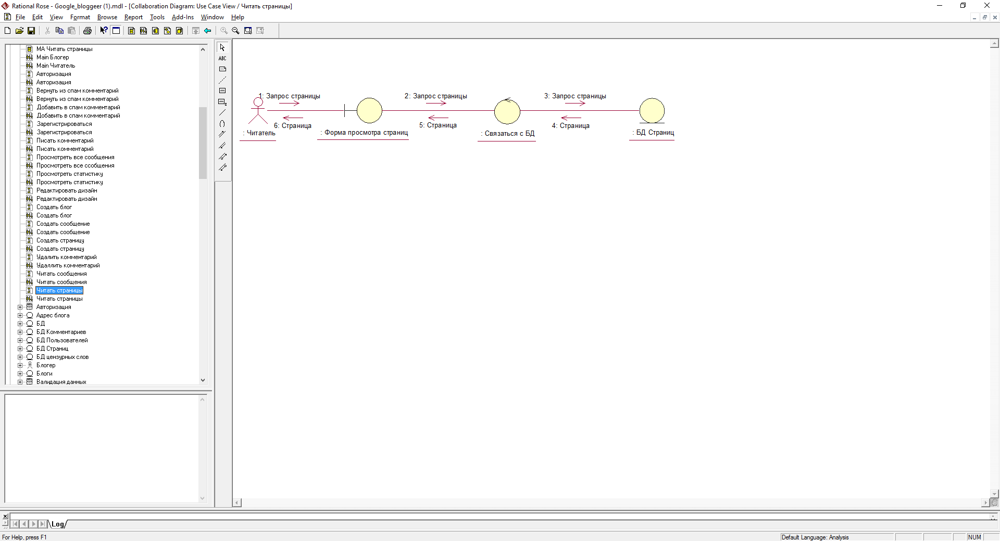 Rational Rose - Google_bloggeer (1).mdl - [Collaboration Diagram: Use Case View / Читать страницы]
File Edit View Format Browse Report Tools Add-Ins Window Help
МА Читать страницы
Main Блогер
Main Читатель
Авторизация
Авторизация
Вернуть из спам комментарий
Вернуть из спам комментарий
Добавить в спам комментарий
Добавить в спам комментарий
Зарегистрироваться
Зарегистрироваться
Писать комментарий
Писать комментарий
Просмотреть все сообщения
Просмотреть все ссобщения
Просмотреть статистику
Просмотреть статистику
Редактировать дизайн
Редактировать дизайн
Создать блог
Создать блог
Создать сообщение
Создать сообщение
Создать страницу
Создать страницу
Удалить комментарий
Удаллить комментарий
Читать сообщения
Читать сообщения
Читать страницы
Читать страницы
Авторизация
Адрес блога
БД
БД Комментариев
БД Пользователей
БД Страниц
БД цензурных слов
Блогер
Блоги
Валидация данных
ABC
1: Запрос страницы
2: Запрос страницы
3: Запрос страницы
6: Страница
5: Страница
4: Страница
: Читатель
: Форма просмотра страниц
: Связаться с БД
: БД Страниц
Log
For Help, press F1
Default Language: Analysis
NUM